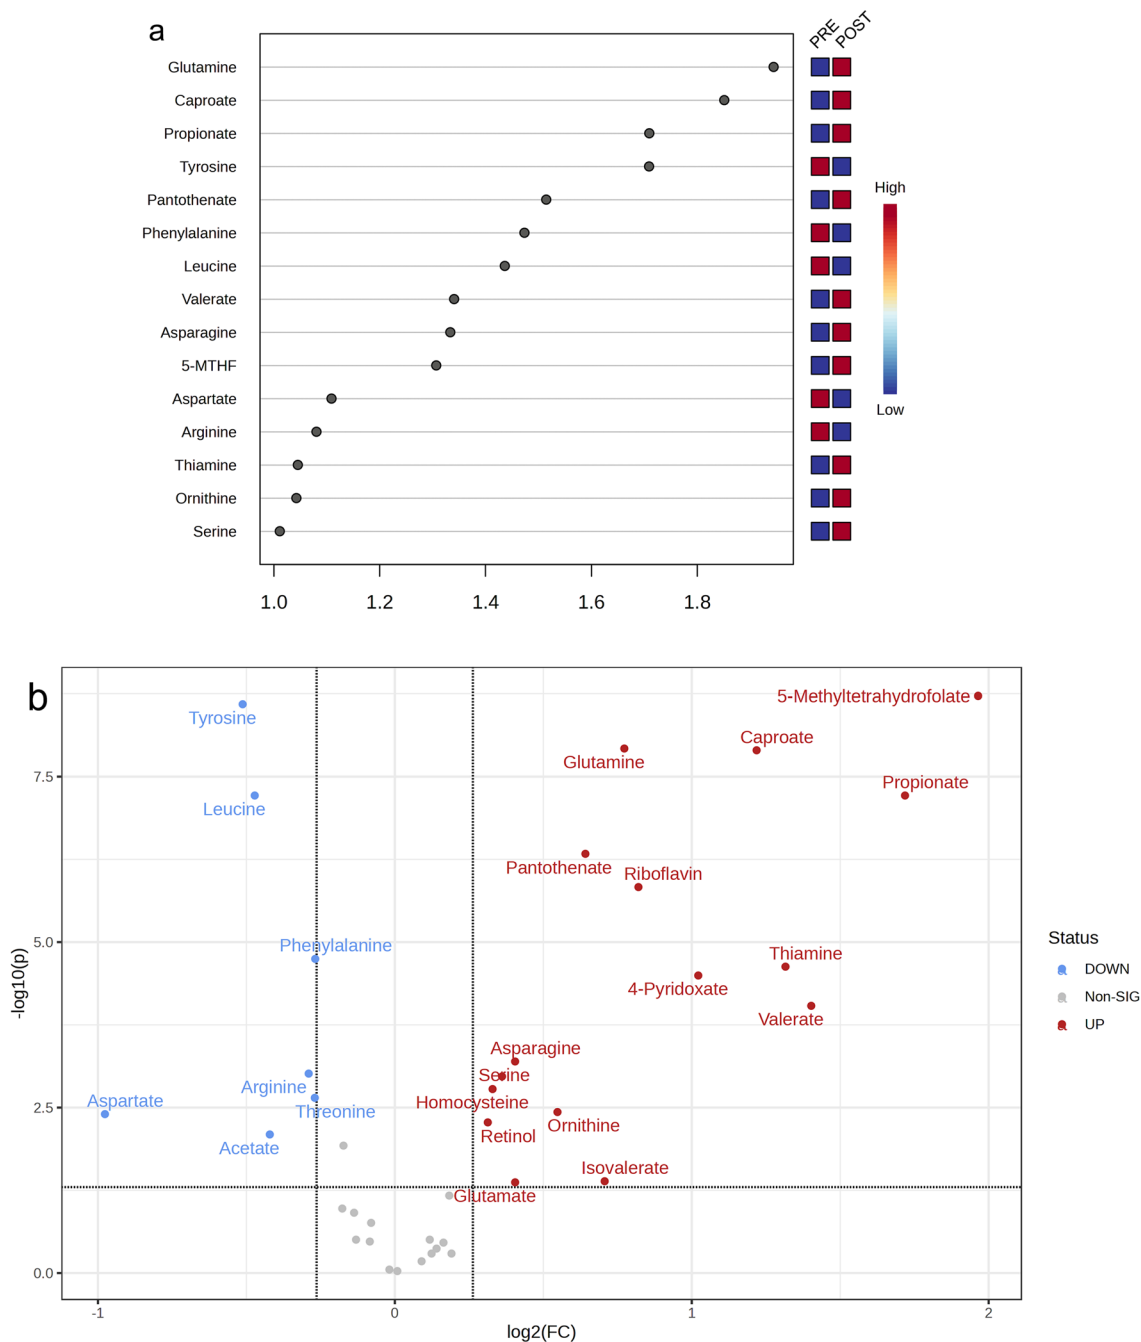 a
PRE
POST
Glutamine
Caproate
Propionate
Tyrosine
Pantothenate
Phenylalanine
Leucine
Valerate
Asparagine
5-MTHF
Aspartate
Arginine
Thiamine
Ornithine
Serine
High
Low
1.0 1.2 1.4 1.6 1.8
b
5-Methyltetrahydrofolate
Tyrosine
Caproate
Glutamine
Propionate
Leucine
Pantothenate
Riboflavin
Phenylalanine
Thiamine
4-Pyridoxate
Valerate
Asparagine
Serine
Arginine
Aspartate
Homocysteine
Threonine
Ornithine
Retinol
Acetate
Isovalerate
Glutamate
7.5
5.0
2.5
0.0
-log10(p)
-1 0 1 2
log2(FC)
Status
DOWN
Non-SIG
UP